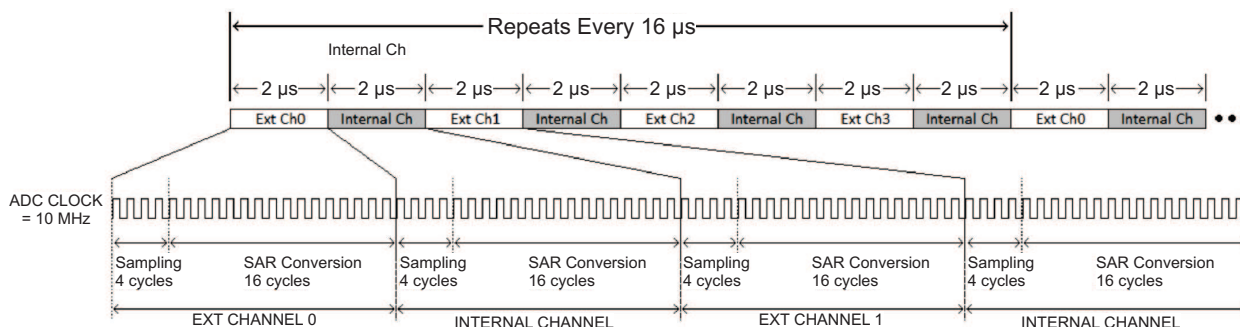 Repeats Every 16 µs
Internal Ch
2 µs 2 µs 2 µs 2 µs 2 µs 2 µs 2 µs 2 µs 2 µs 2 µs
Ext Ch0 Internal Ch Ext Ch1 Internal Ch Ext Ch2 Internal Ch Ext Ch3 Internal Ch Ext Ch0 Internal Ch
ADC CLOCK
= 10 MHz
Sampling SAR Conversion Sampling SAR Conversion Sampling SAR Conversion Sampling SAR Conversion
4 cycles 16 cycles 4 cycles 16 cycles 4 cycles 16 cycles 4 cycles 16 cycles
EXT CHANNEL 0 INTERNAL CHANNEL EXT CHANNEL 1 INTERNAL CHANNEL